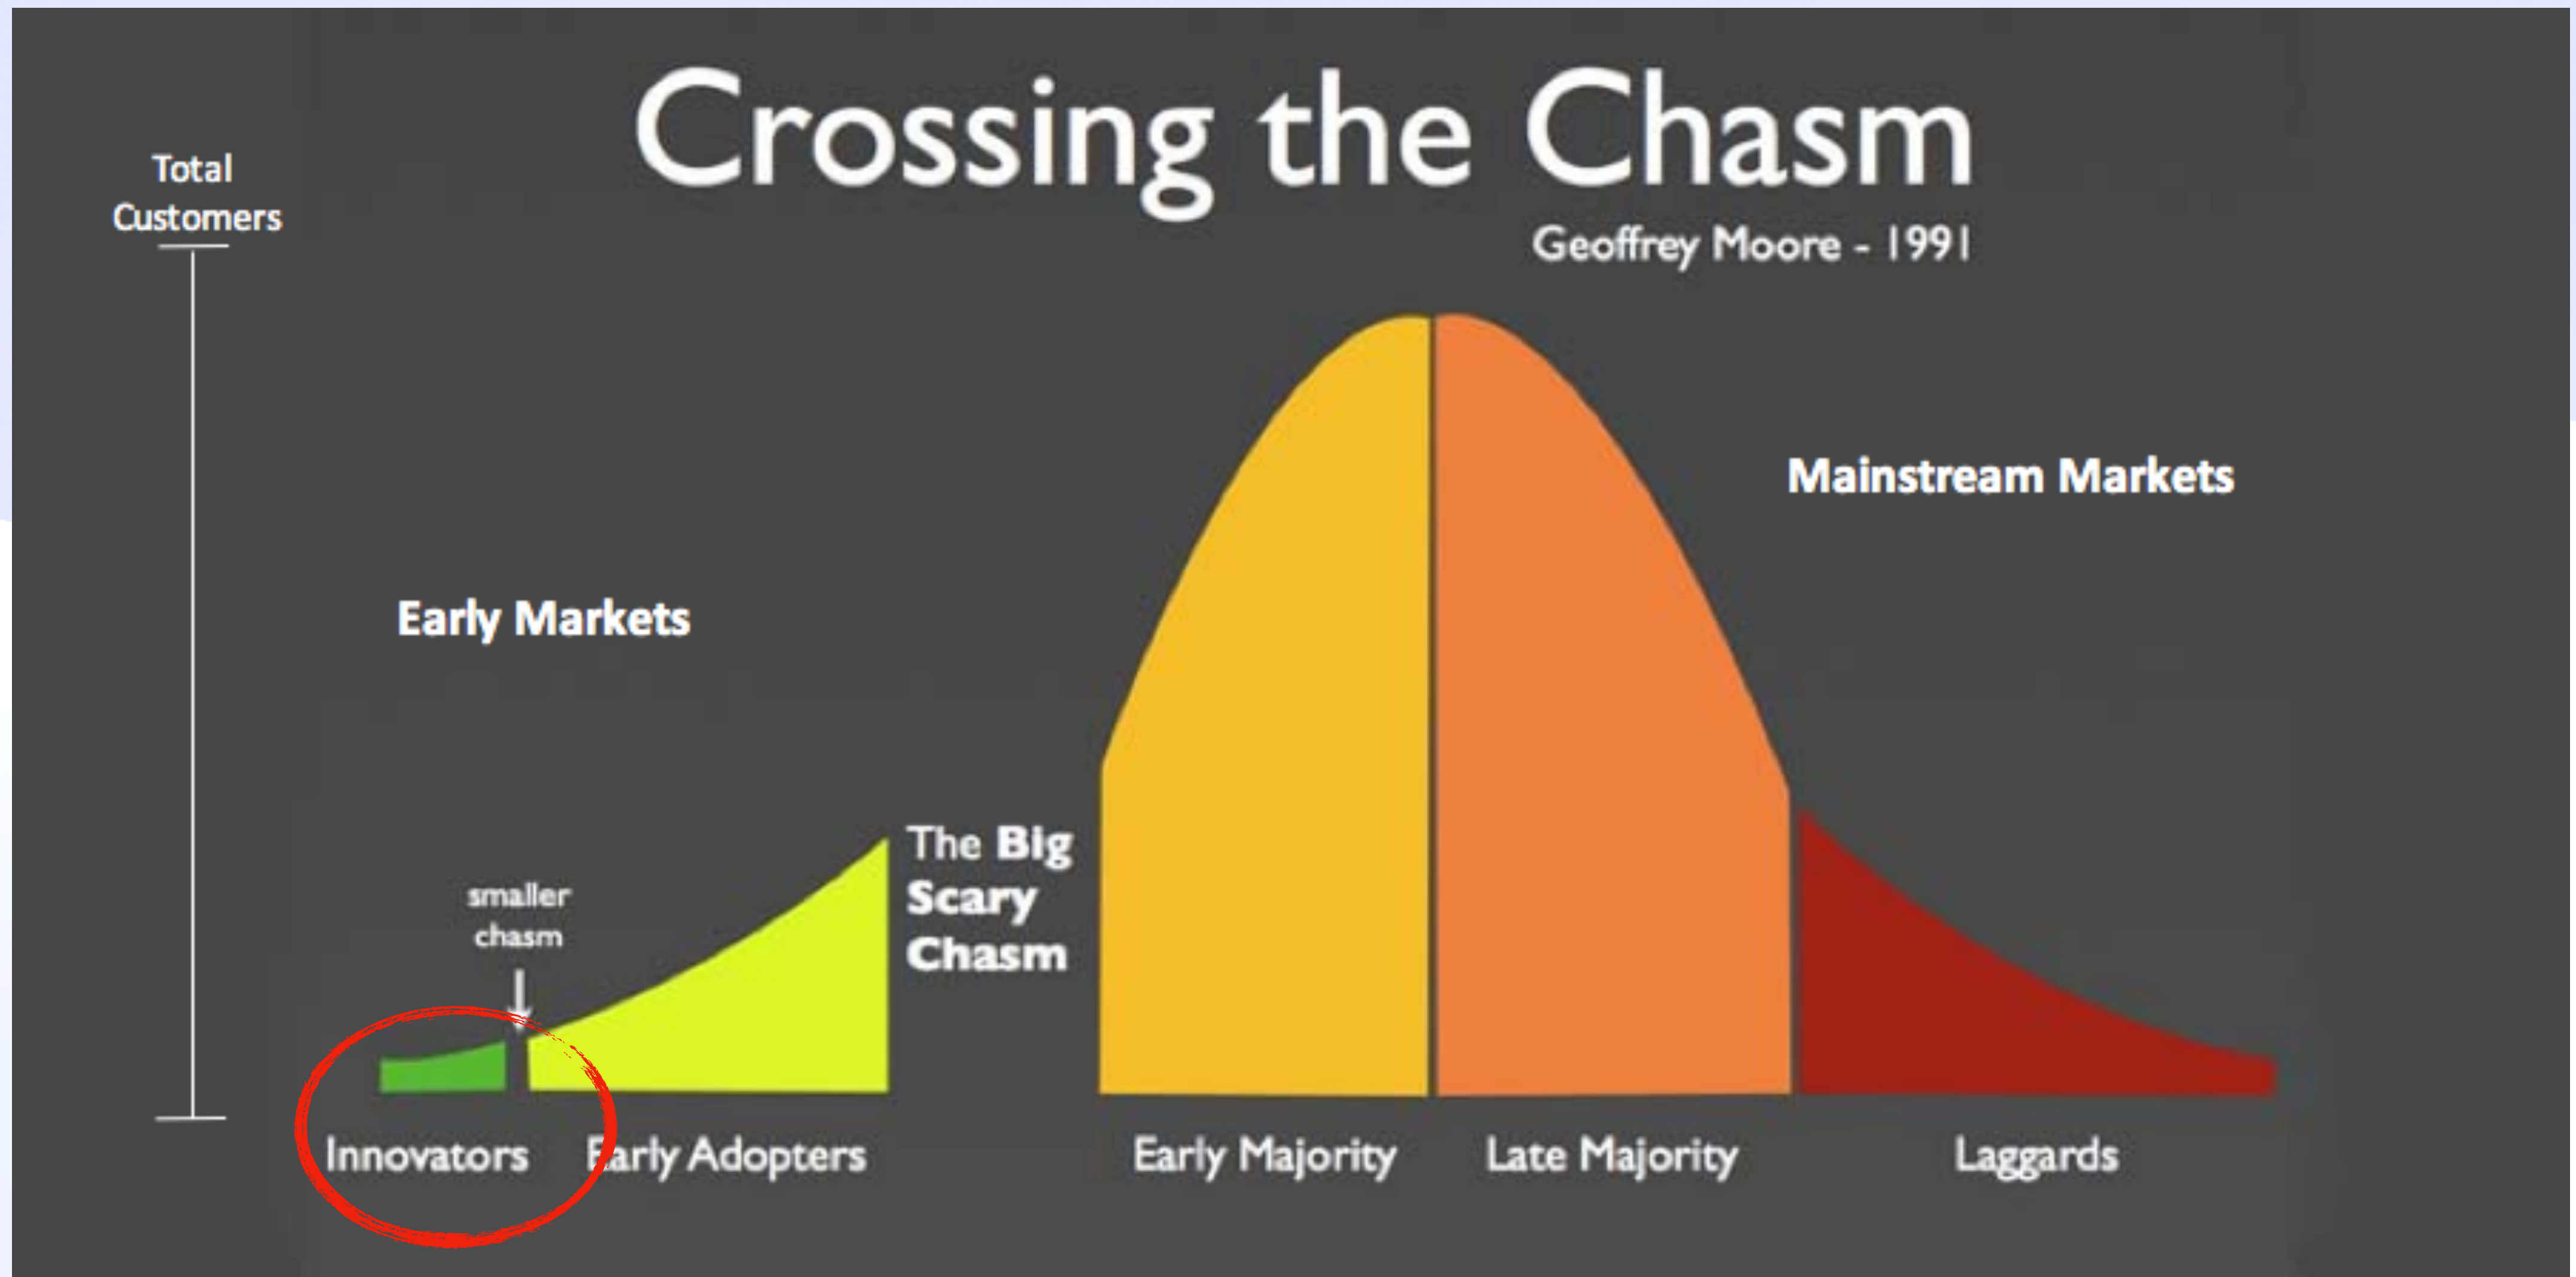 Crossing the Chasm
Geoffrey Moore - 1991
Total
Customers
Mainstream Markets
Early Markets
The Big
Scary
Chasm
smaller
chasm
Innovators
Early Adopters
Early Majority
Late Majority
Laggards